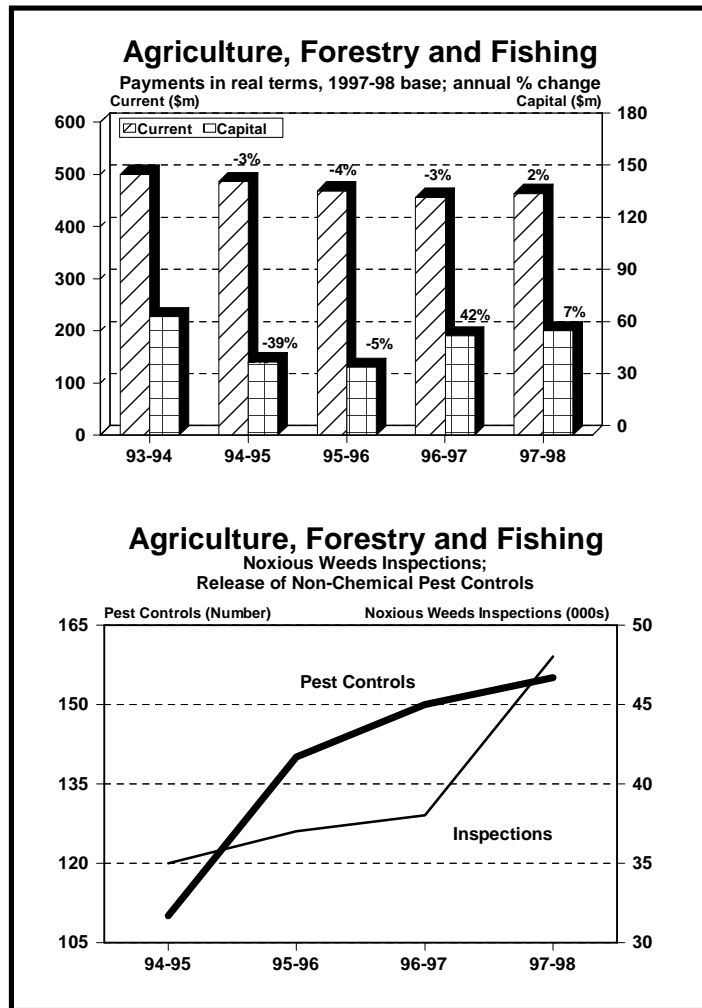 Agriculture, Forestry and Fishing
Payments in real terms, 1997-98 base; annual % change
Current ($m) Capital ($m)
Current Capital
600 180
500 150
400 120
300 90
200 60
100 30
0 0
-3% -4% -3% 2%
-39% -5% 42% 7%
93-94 94-95 95-96 96-97 97-98
Agriculture, Forestry and Fishing
Noxious Weeds Inspections;
Release of Non-Chemical Pest Controls
Pest Controls (Number) Noxious Weeds Inspections (000s)
165 50
Pest Controls
150 45
135 40
Inspections
120 35
105 30
94-95 95-96 96-97 97-98